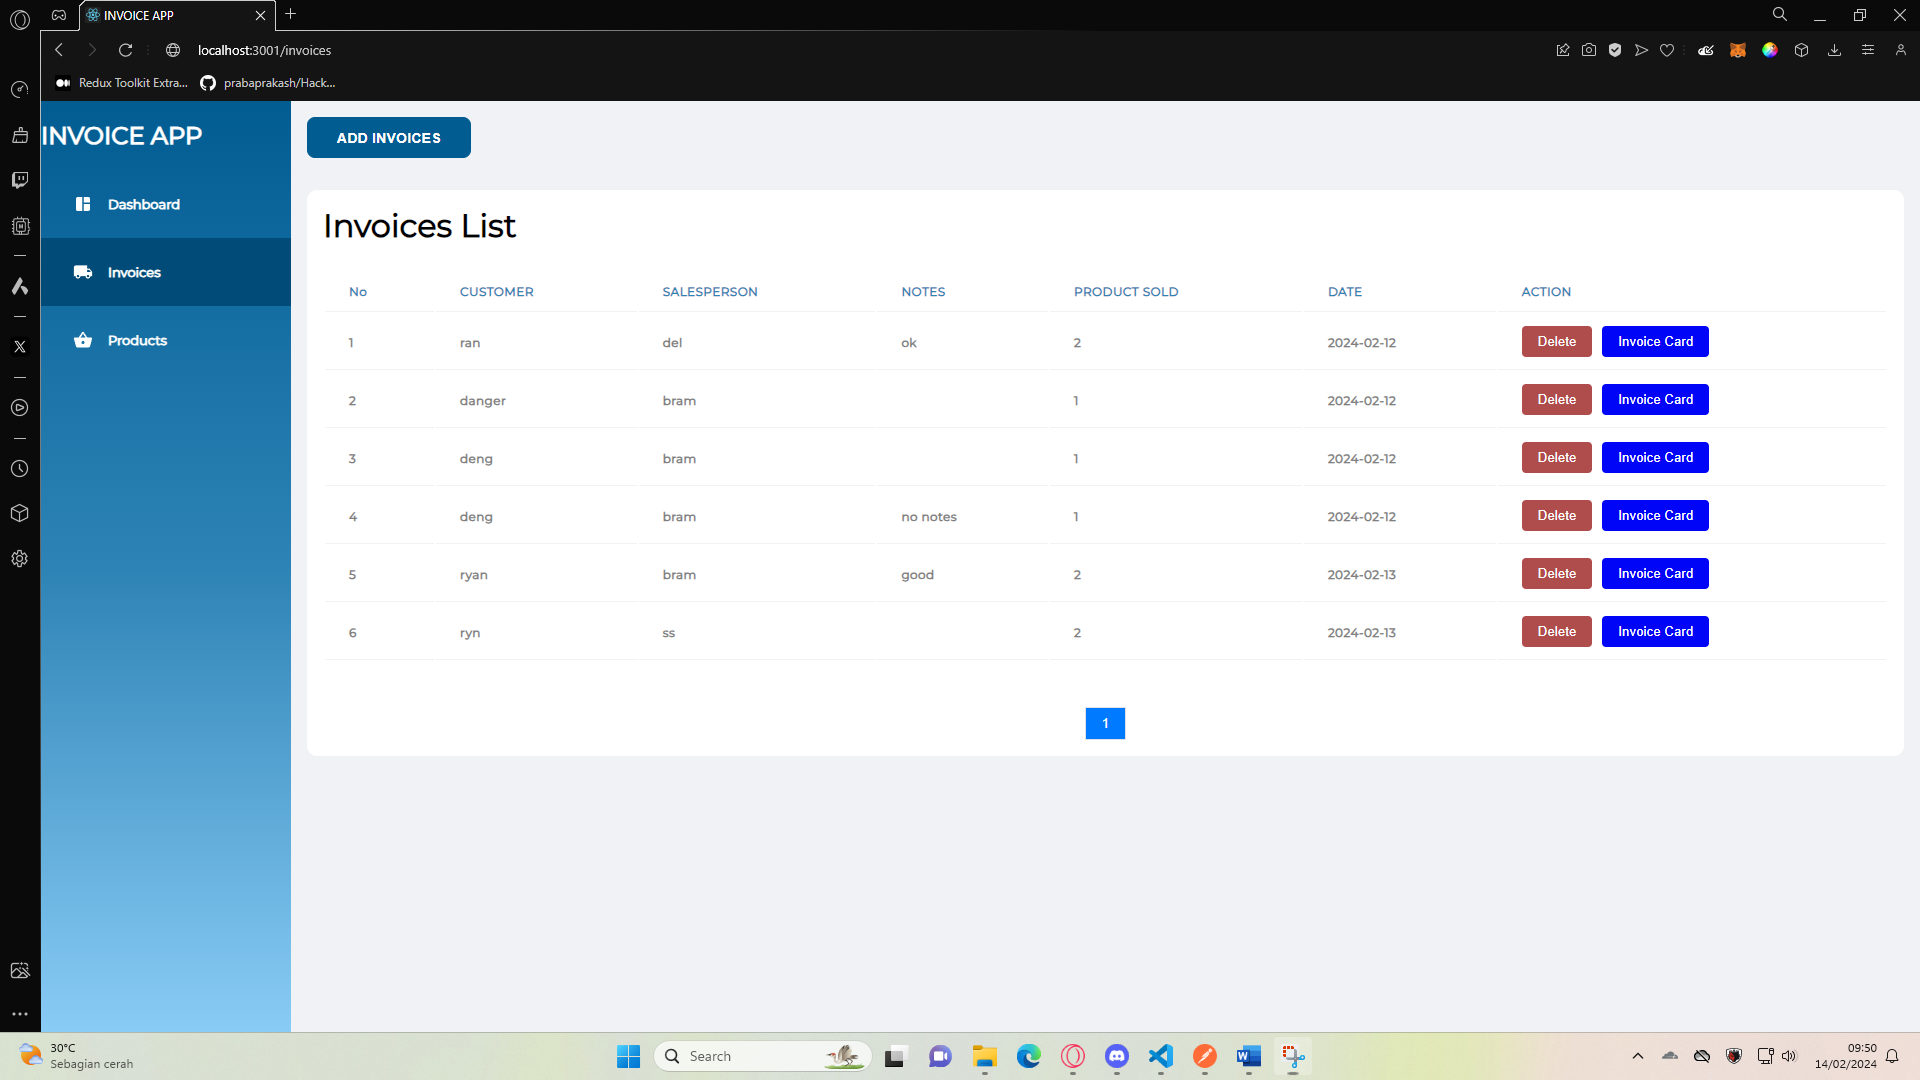 INVOICE APP
localhost:3001/invoices
Redux Toolkit Extra... prabaprakash/Hack...
INVOICE APP
Dashboard
Invoices
Products
ADD INVOICES
Invoices List
No CUSTOMER SALESPERSON NOTES PRODUCT SOLD DATE ACTION
1 ran del ok 2 2024-02-12 Delete Invoice Card
2 danger bram 1 2024-02-12 Delete Invoice Card
3 deng bram 1 2024-02-12 Delete Invoice Card
4 deng bram no notes 1 2024-02-12 Delete Invoice Card
5 ryan bram good 2 2024-02-13 Delete Invoice Card
6 ryn ss 2 2024-02-13 Delete Invoice Card
1
30°C
Sebagian cerah
Search
09:50
14/02/2024